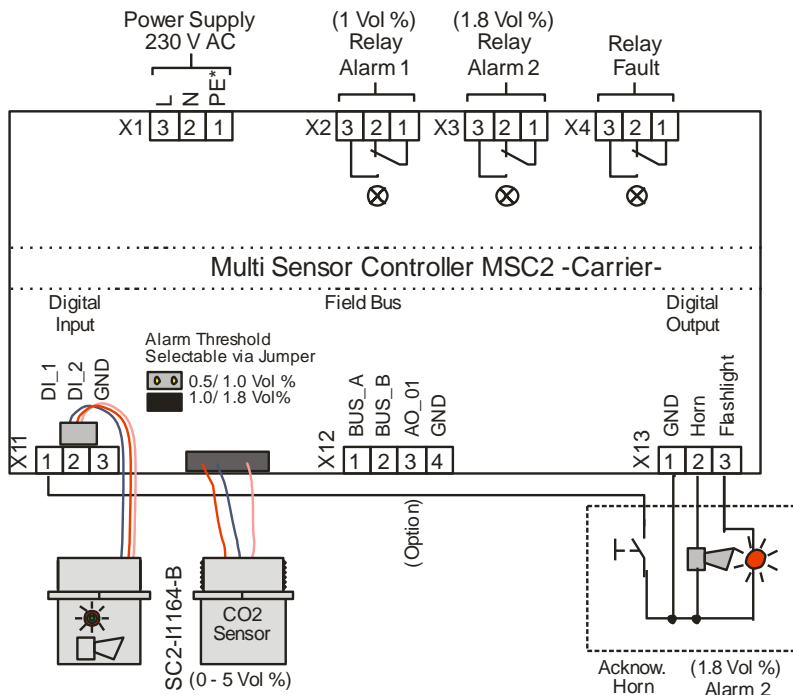 Power Supply
230 V AC
(1 Vol %)
Relay
Alarm 1
(1.8 Vol %)
Relay
Alarm 2
Relay
Fault
L
N
PE*
X1 3 2 1
X2 3 2 1
X3 3 2 1
X4 3 2 1
Multi Sensor Controller MSC2 -Carrier-
Digital
Input
Field Bus
Digital
Output
Alarm Threshold
Selectable via Jumper
0.5/ 1.0 Vol %
1.0/ 1.8 Vol%
DI_1
DI_2
GND
BUS_A
BUS_B
AO_01
GND
GND
Horn
Flashlight
X11 1 2 3
X12 1 2 3 4
X13 1 2 3
(Option)
SC2-I1164-B
CO2
Sensor
(0 - 5 Vol %)
Acknow.
Horn
(1.8 Vol %)
Alarm 2